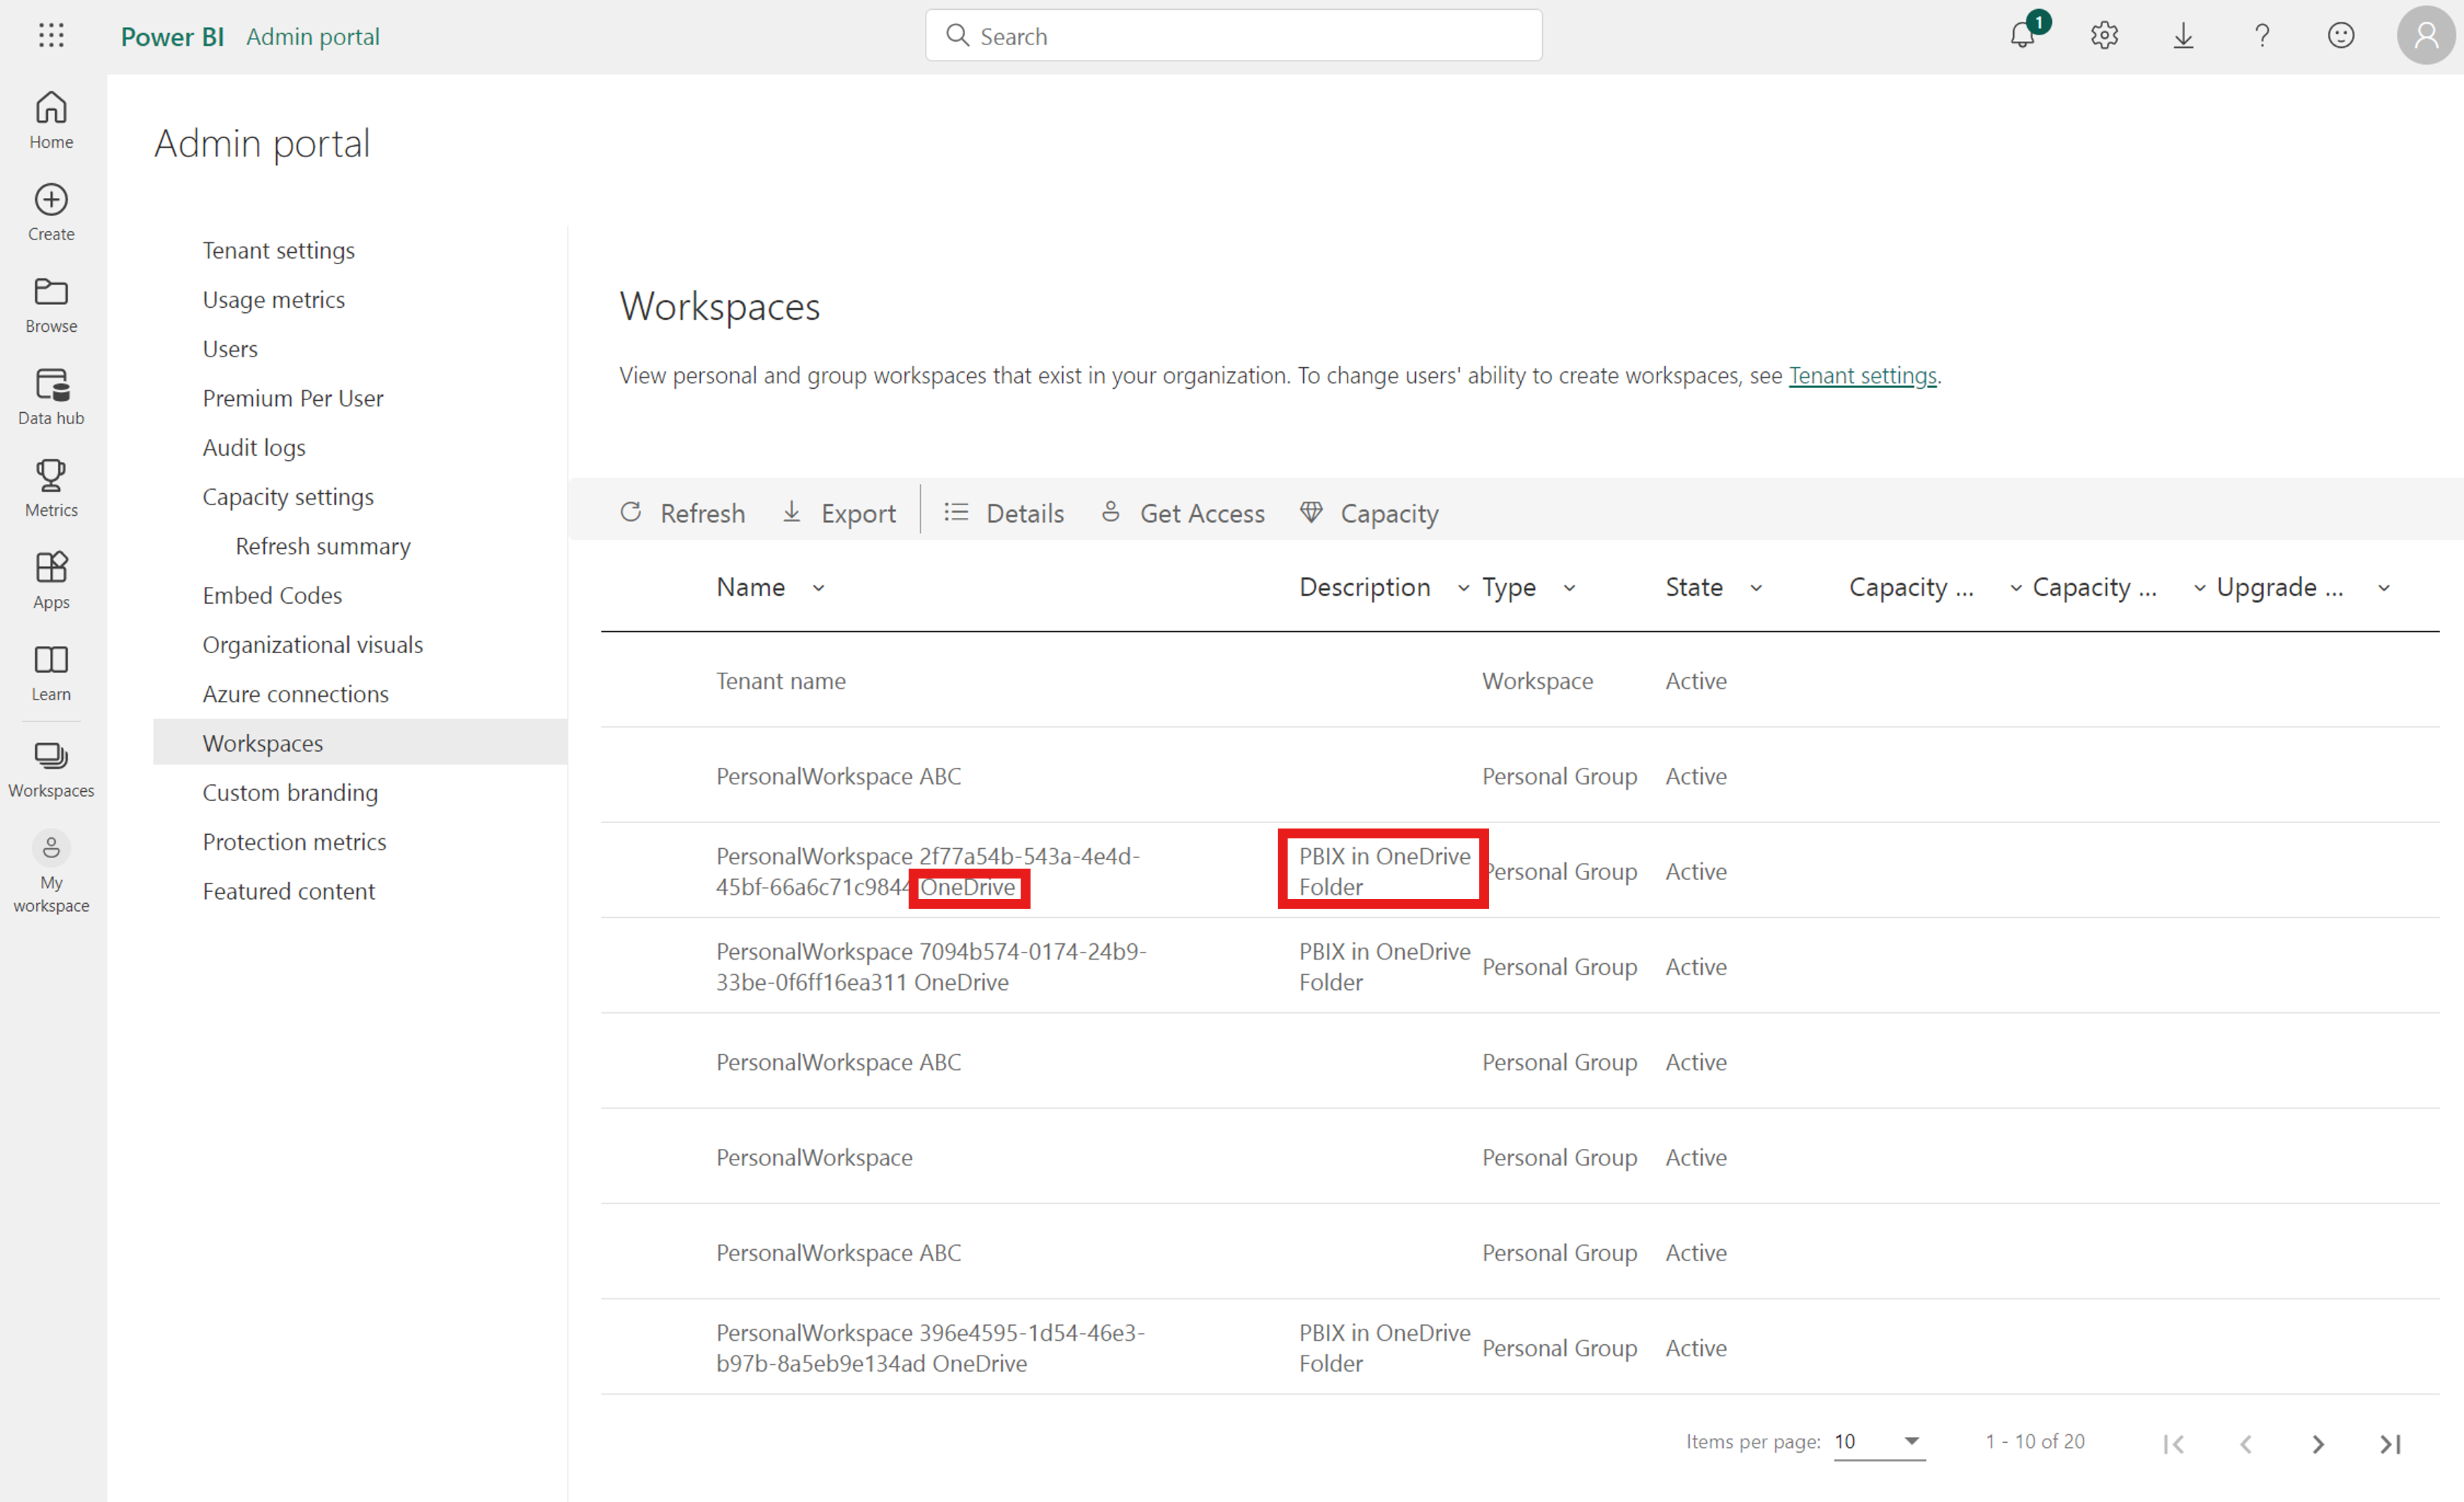 Power BI Admin portal
Search
1
Home
Create
Browse
Data hub
Metrics
Apps
Learn
Workspaces
My
workspace
Admin portal
Tenant settings
Usage metrics
Users
Premium Per User
Audit logs
Capacity settings
Refresh summary
Embed Codes
Organizational visuals
Azure connections
Workspaces
Custom branding
Protection metrics
Featured content
Workspaces
View personal and group workspaces that exist in your organization. To change users' ability to create workspaces, see Tenant settings.
Refresh Export Details Get Access Capacity
Name Description Type State Capacity ... Capacity ... Upgrade ...
Tenant name Workspace Active
PersonalWorkspace ABC Personal Group Active
PersonalWorkspace 2f77a54b-543a-4e4d-
45bf-66a6c71c9844 OneDrive
PBIX in OneDrive
Folder
Personal Group Active
PersonalWorkspace 7094b574-0174-24b9-
33be-0f6ff16ea311 OneDrive
PBIX in OneDrive
Folder
Personal Group Active
PersonalWorkspace ABC Personal Group Active
PersonalWorkspace Personal Group Active
PersonalWorkspace ABC Personal Group Active
PersonalWorkspace 396e4595-1d54-46e3-
b97b-8a5eb9e134ad OneDrive
PBIX in OneDrive
Folder
Personal Group Active
Items per page: 10 1 - 10 of 20